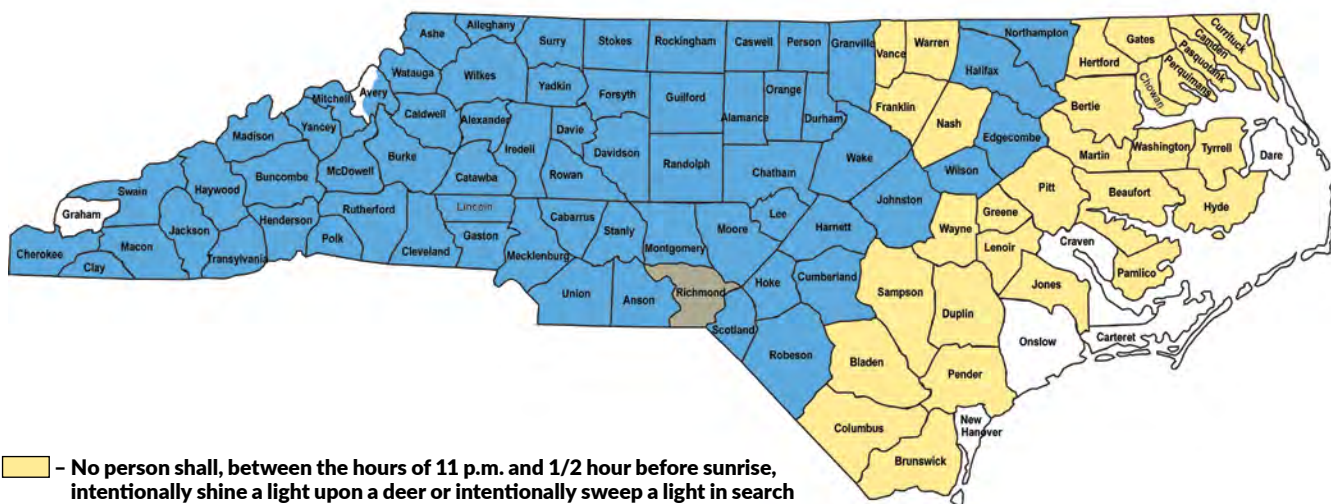 Ashe
Alleghany
Surry
Stokes
Rockingham
Caswell
Person
Granville
Vance
Warren
Northampton
Gates
Currituck
Camden
Pasquotank
Perquimans
Chowan
Hertford
Halifax
Watauga
Wilkes
Yadkin
Forsyth
Guilford
Alamance
Orange
Durham
Franklin
Nash
Bertie
Avery
Mitchell
Caldwell
Alexander
Davie
Edgecombe
Madison
Yancey
Iredell
Davidson
Randolph
Wake
Martin
Washington
Tyrrell
Dare
Burke
McDowell
Buncombe
Haywood
Swain
Catawba
Rowan
Chatham
Wilson
Pitt
Beaufort
Hyde
Graham
Rutherford
Lincoln
Cabarrus
Lee
Johnston
Greene
Jackson
Henderson
Polk
Cleveland
Gaston
Stanly
Montgomery
Moore
Harnett
Wayne
Lenoir
Craven
Cherokee
Macon
Clay
Transylvania
Mecklenburg
Pamlico
Union
Anson
Richmond
Hoke
Cumberland
Sampson
Duplin
Jones
Scotland
Robeson
Bladen
Pender
Onslow
Carteret
Columbus
Brunswick
New
Hanover
– No person shall, between the hours of 11 p.m. and 1/2 hour before sunrise,
intentionally shine a light upon a deer or intentionally sweep a light in search